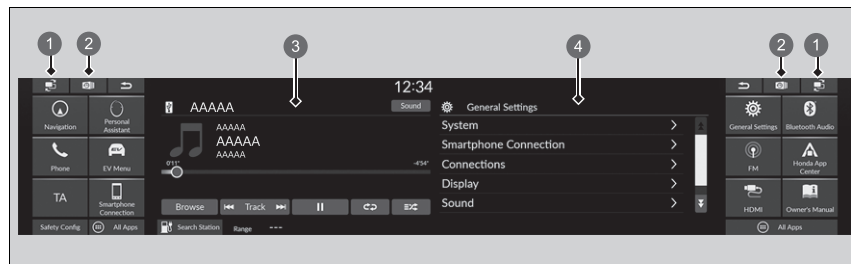 1 2 3 4 2 1
12:34
Navigation
Personal
Assistant
Phone
EV
EV Menu
TA
Smartphone
Connection
Safety Config
All Apps
AAAAA
Sound
AAAAA
AAAAA
AAAAA
0'11"
-4'54"
Browse
Track
Search Station
Range ---
General Settings
System
Smartphone Connection
Connections
Display
Sound
General Settings
Bluetooth Audio
FM
Honda App
Center
HDMI
Owner's Manual
All Apps